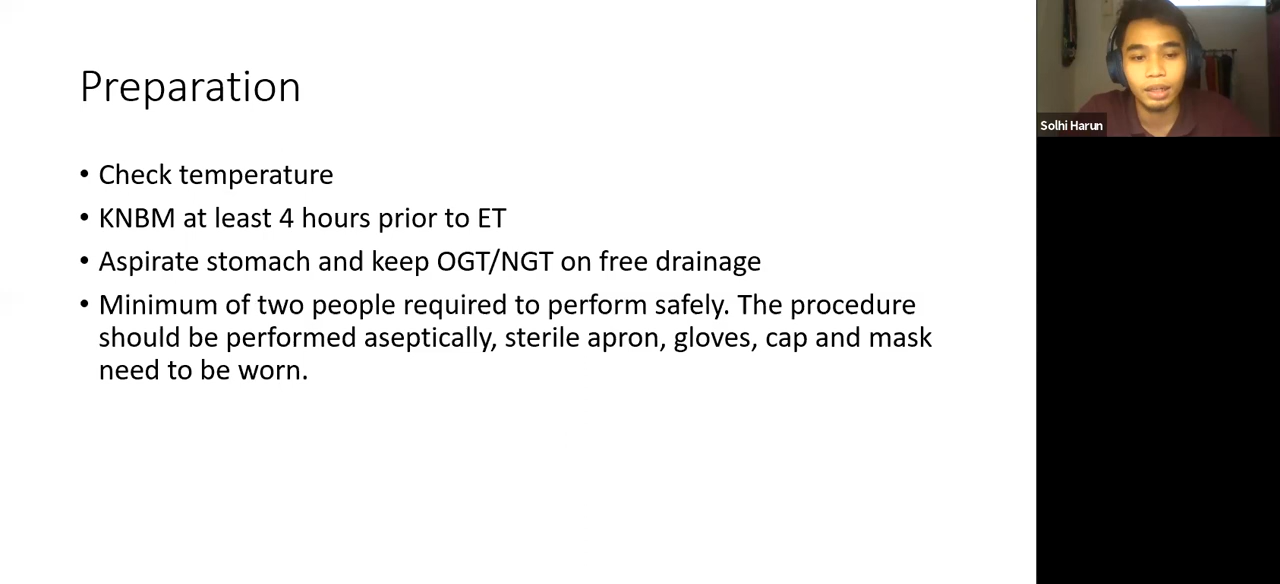 Preparation
• Check temperature
• KNBM at least 4 hours prior to ET
• Aspirate stomach and keep OGT/NGT on free drainage
• Minimum of two people required to perform safely. The procedure
should be performed aseptically, sterile apron, gloves, cap and mask
need to be worn.
Solhi Harun